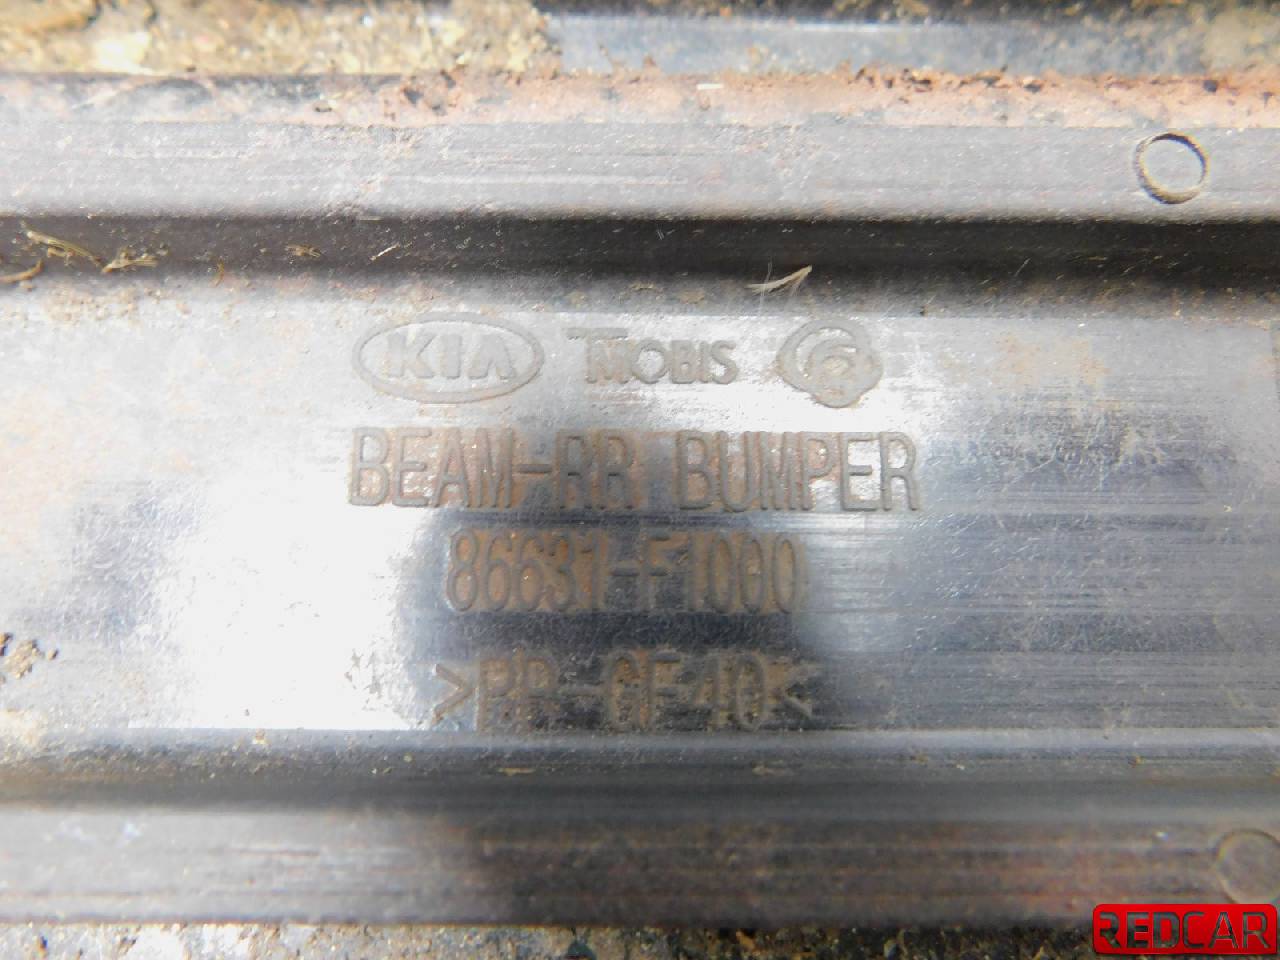 KIA MOBIS
BEAM-RR BUMPER
86631-F1000
>PP-GF40<
REDCAR